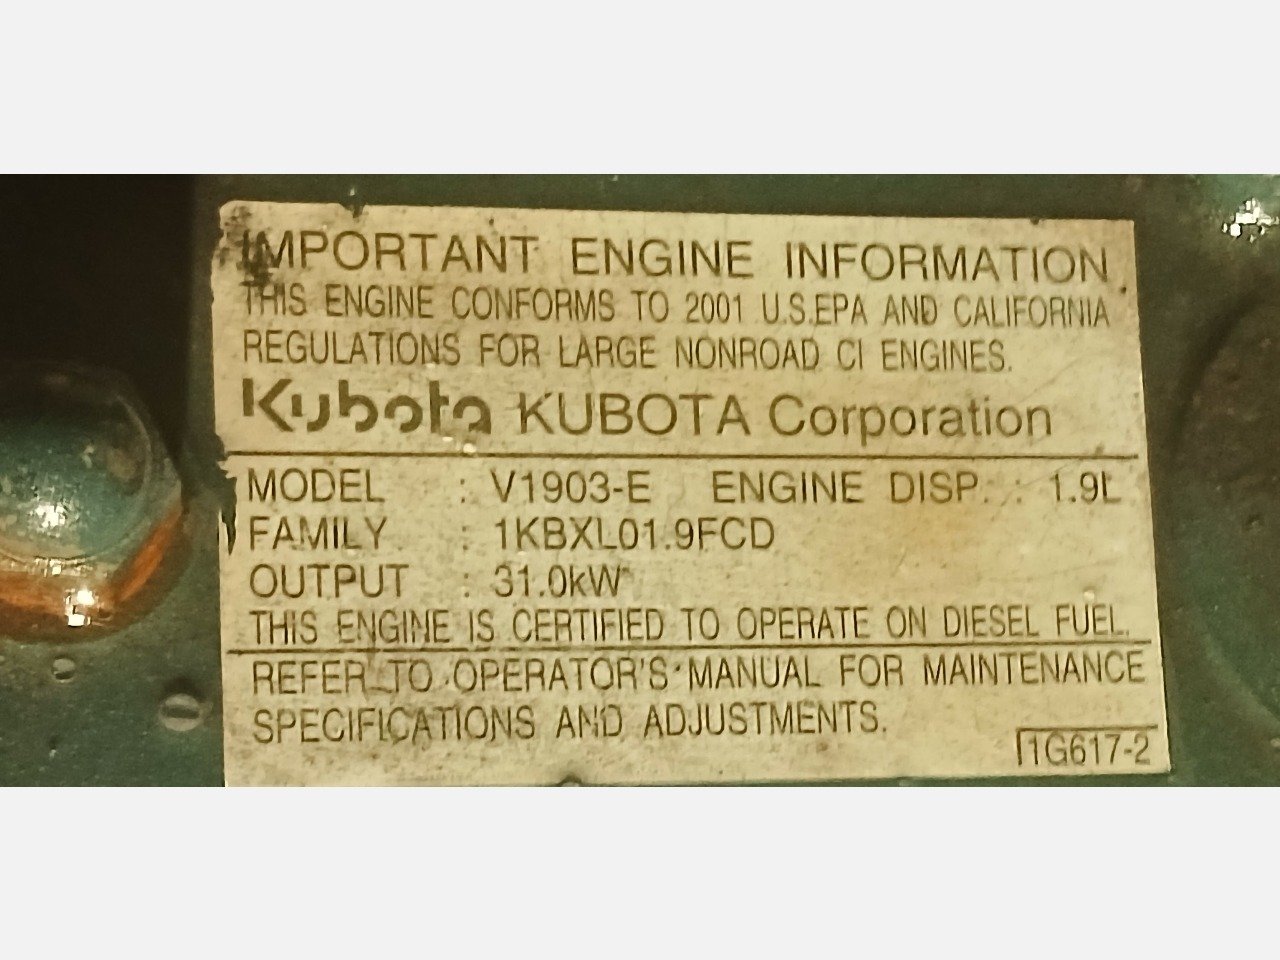 IMPORTANT ENGINE INFORMATION
THIS ENGINE CONFORMS TO 2001 U.S.EPA AND CALIFORNIA
REGULATIONS FOR LARGE NONROAD CI ENGINES.
Kubota KUBOTA Corporation
MODEL : V1903-E ENGINE DISP. : 1.9L
FAMILY : 1KBXL01.9FCD
OUTPUT : 31.0kW
THIS ENGINE IS CERTIFIED TO OPERATE ON DIESEL FUEL.
REFER TO OPERATOR'S MANUAL FOR MAINTENANCE
SPECIFICATIONS AND ADJUSTMENTS.
1G617-2